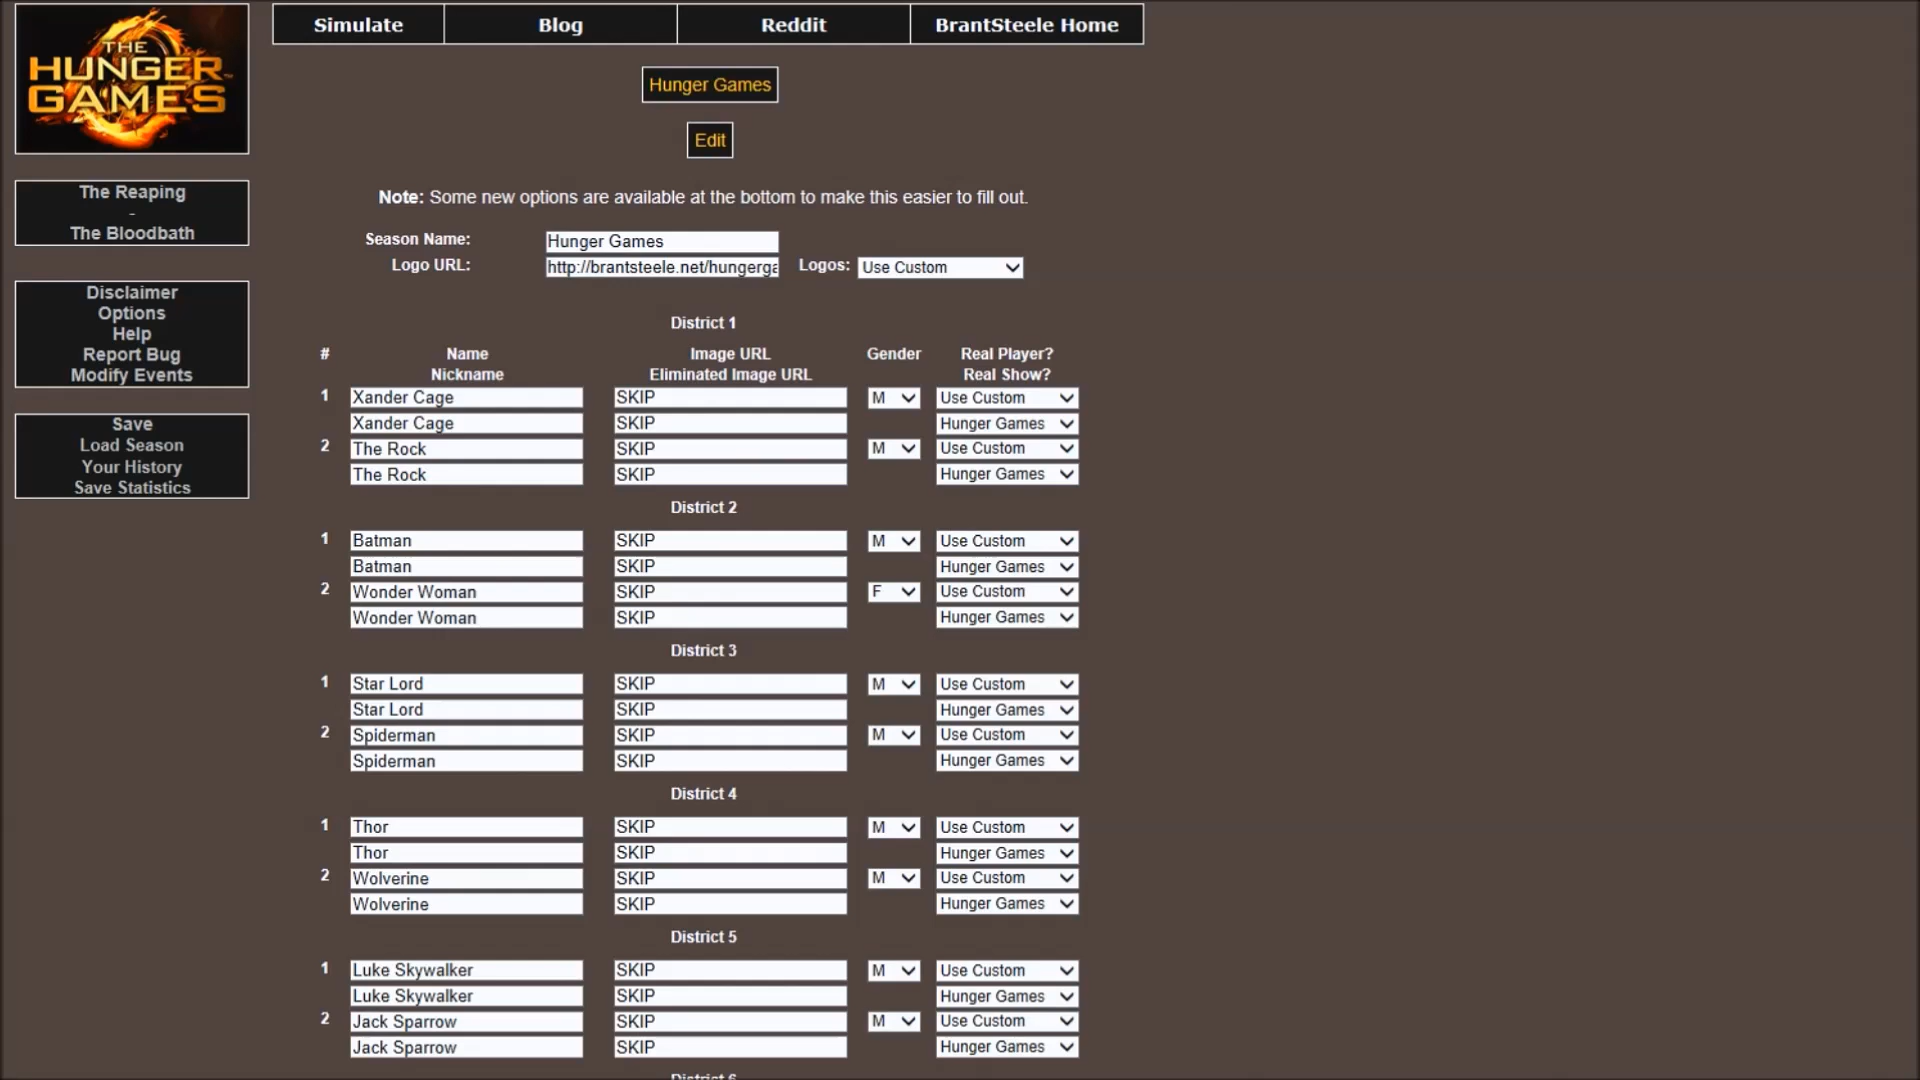 THE
HUNGER
GAMES
Simulate Blog Reddit BrantSteele Home
Hunger Games
Edit
The Reaping
-
The Bloodbath
Disclaimer
Options
Help
Report Bug
Modify Events
Save
Load Season
Your History
Save Statistics
Note: Some new options are available at the bottom to make this easier to fill out.
Season Name: Hunger Games
Logo URL: http://brantsteele.net/hungerga Logos: Use Custom
District 1
# Name Image URL Gender Real Player?
Nickname Eliminated Image URL Real Show?
1 Xander Cage SKIP M Use Custom
Xander Cage SKIP Hunger Games
2 The Rock SKIP M Use Custom
The Rock SKIP Hunger Games
District 2
1 Batman SKIP M Use Custom
Batman SKIP Hunger Games
2 Wonder Woman SKIP F Use Custom
Wonder Woman SKIP Hunger Games
District 3
1 Star Lord SKIP M Use Custom
Star Lord SKIP Hunger Games
2 Spiderman SKIP M Use Custom
Spiderman SKIP Hunger Games
District 4
1 Thor SKIP M Use Custom
Thor SKIP Hunger Games
2 Wolverine SKIP M Use Custom
Wolverine SKIP Hunger Games
District 5
1 Luke Skywalker SKIP M Use Custom
Luke Skywalker SKIP Hunger Games
2 Jack Sparrow SKIP M Use Custom
Jack Sparrow SKIP Hunger Games
District 6